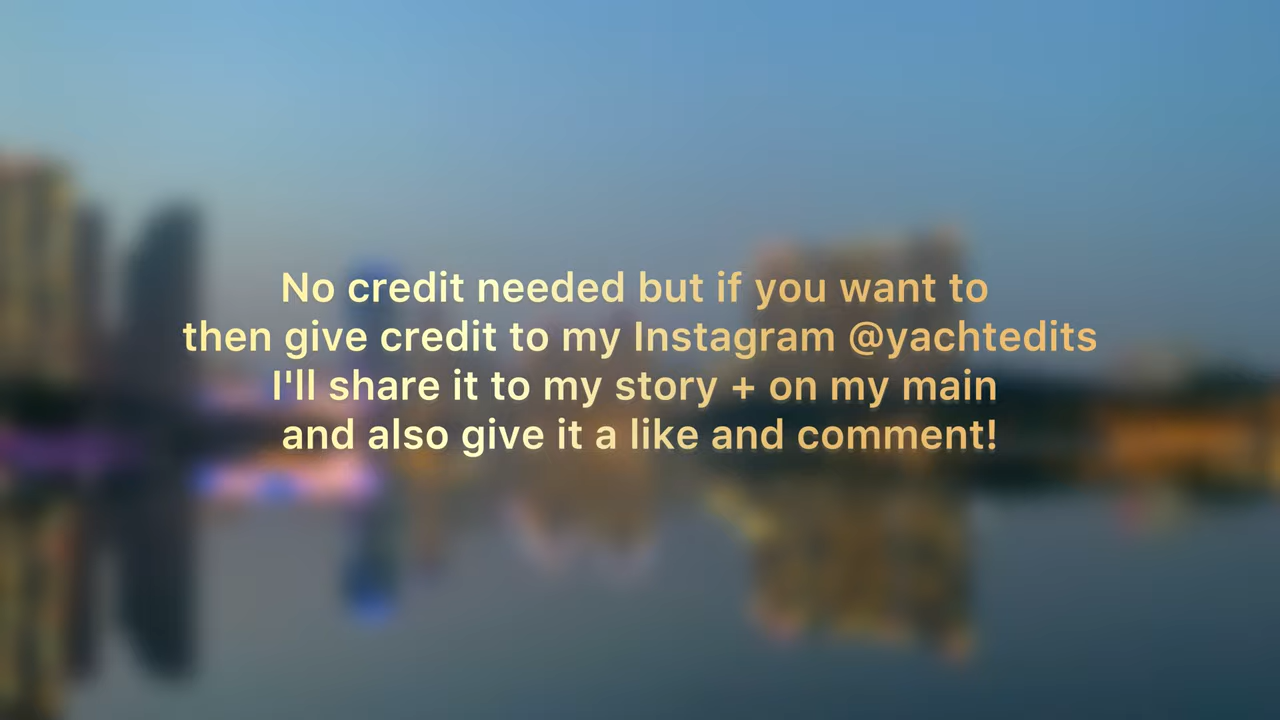 No credit needed but if you want to
then give credit to my Instagram @yachtedits
I'll share it to my story + on my main
and also give it a like and comment!